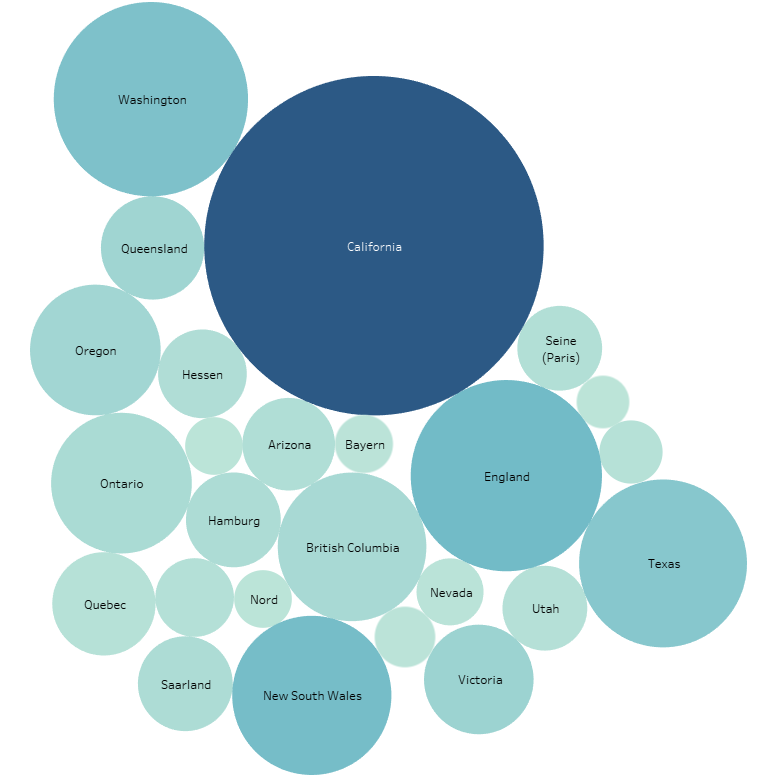 Washington
California
Queensland
Seine
(Paris)
Oregon
Hessen
Arizona
Bayern
England
Ontario
Hamburg
British Columbia
Texas
Quebec
Nord
Nevada
Utah
Saarland
New South Wales
Victoria